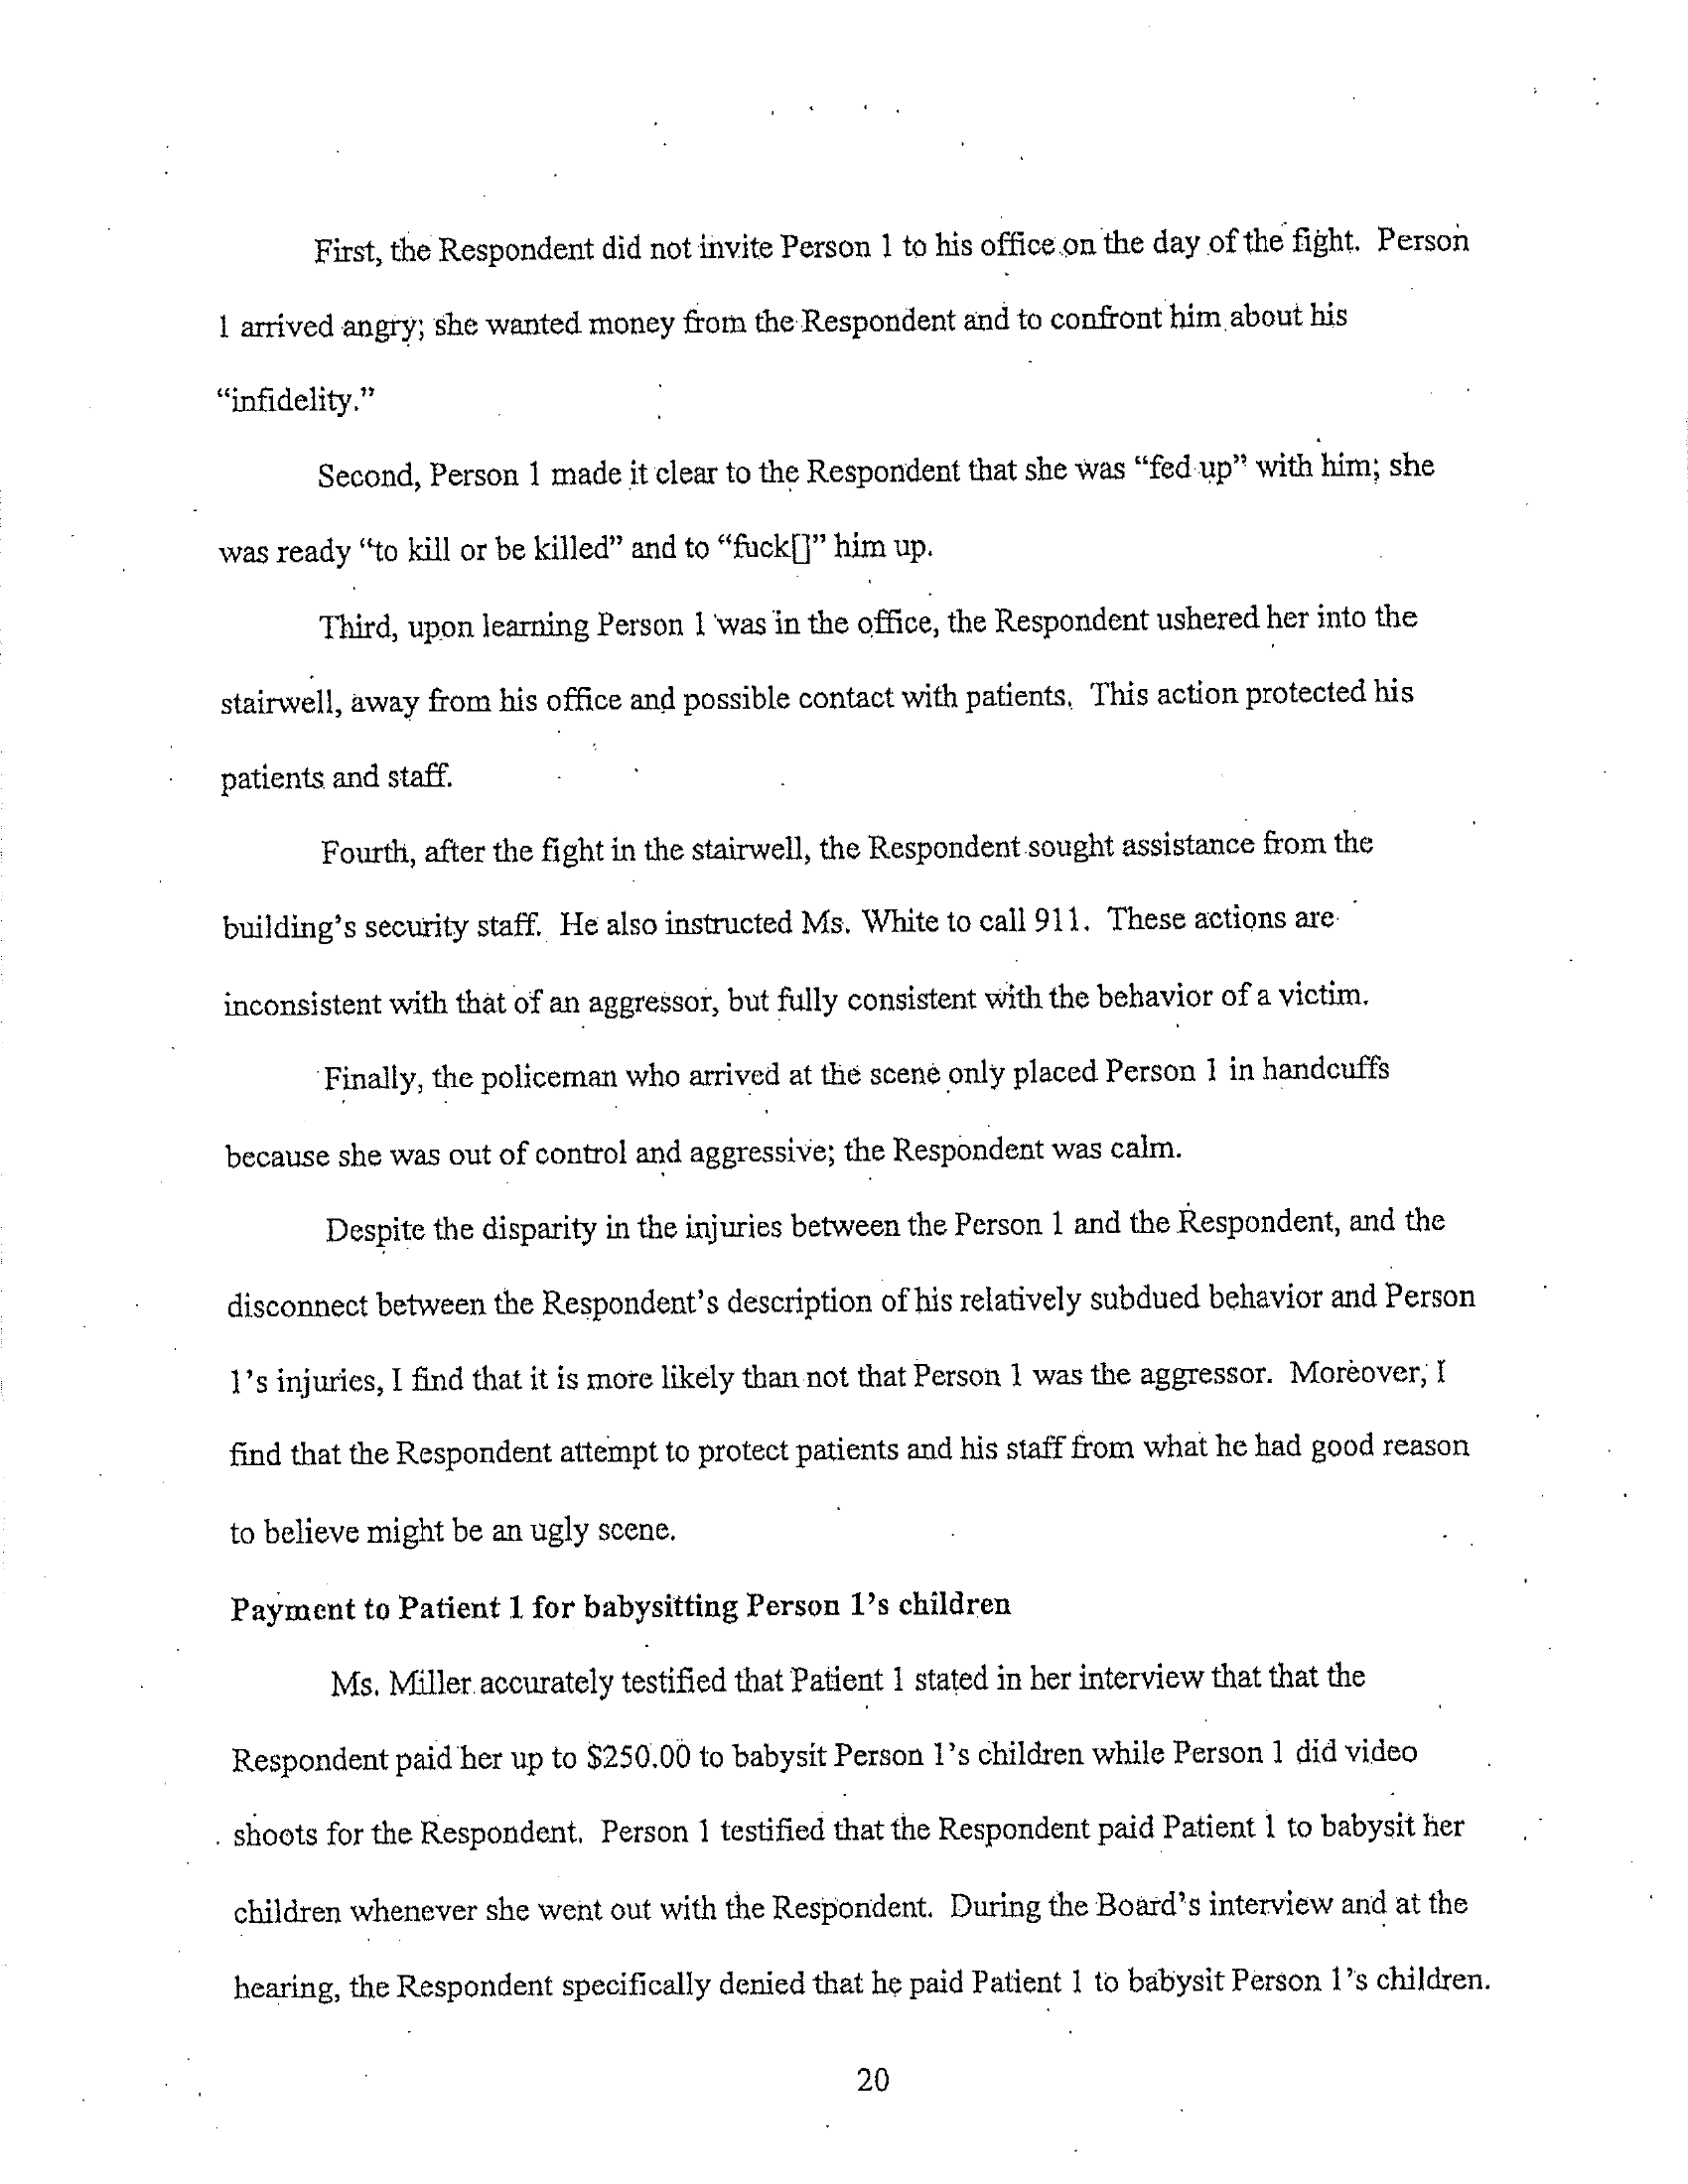 First, the Respondent did not invite Person 1 to his office on the day of the fight. Person
1 arrived angry; she wanted money from the Respondent and to confront him about his
“infidelity.”
Second, Person 1 made it clear to the Respondent that she was “fed up” with him; she
was ready “to kill or be killed” and to “fuck[]” him up.
Third, upon learning Person 1 was in the office, the Respondent ushered her into the
stairwell, away from his office and possible contact with patients. This action protected his
patients and staff.
Fourth, after the fight in the stairwell, the Respondent sought assistance from the
building’s security staff. He also instructed Ms. White to call 911. These actions are
inconsistent with that of an aggressor, but fully consistent with the behavior of a victim.
Finally, the policeman who arrived at the scene only placed Person 1 in handcuffs
because she was out of control and aggressive; the Respondent was calm.
Despite the disparity in the injuries between the Person 1 and the Respondent, and the
disconnect between the Respondent’s description of his relatively subdued behavior and Person
1’s injuries, I find that it is more likely than not that Person 1 was the aggressor. Moreover, I
find that the Respondent attempt to protect patients and his staff from what he had good reason
to believe might be an ugly scene.
Payment to Patient 1 for babysitting Person 1’s children
Ms. Miller accurately testified that Patient 1 stated in her interview that that the
Respondent paid her up to $250.00 to babysit Person 1’s children while Person 1 did video
shoots for the Respondent. Person 1 testified that the Respondent paid Patient 1 to babysit her
children whenever she went out with the Respondent. During the Board’s interview and at the
hearing, the Respondent specifically denied that he paid Patient 1 to babysit Person 1’s children.
20